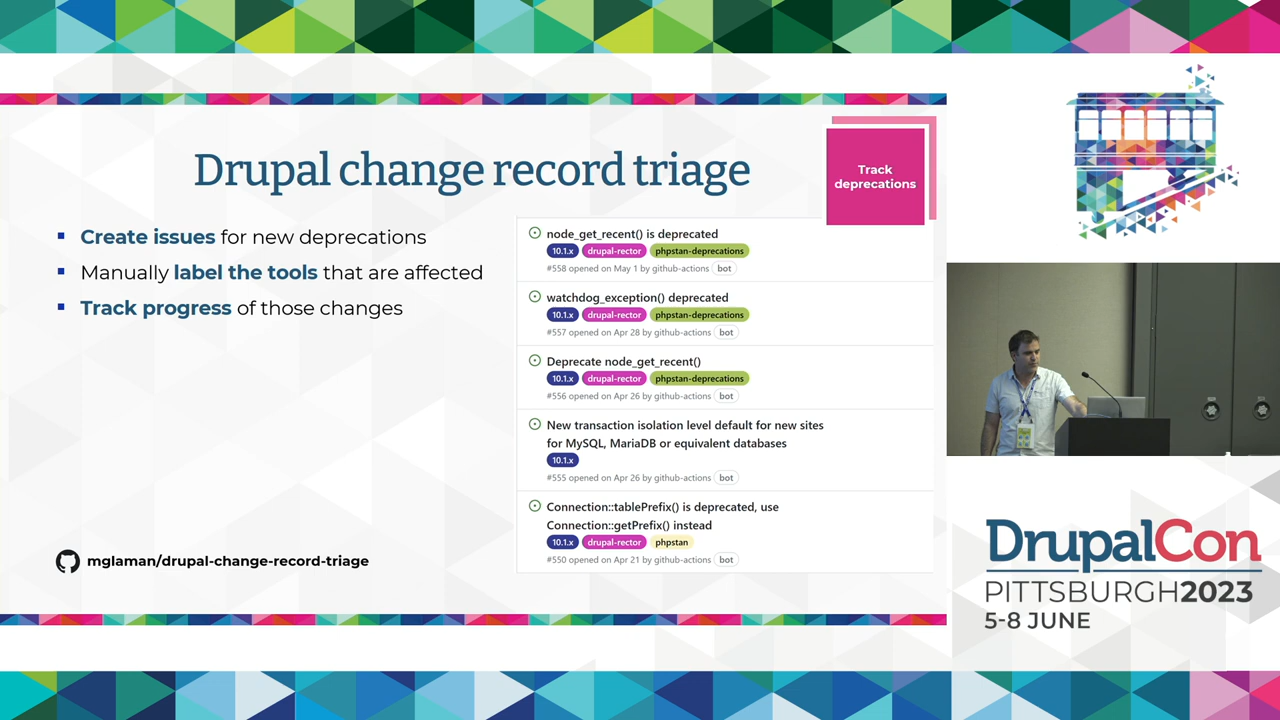 Drupal change record triage
Track
deprecations
Create issues for new deprecations
Manually label the tools that are affected
Track progress of those changes
mglaman/drupal-change-record-triage
node_get_recent() is deprecated
10.1.x drupal-rector phpstan-deprecations
#558 opened on May 1 by github-actions bot
watchdog_exception() deprecated
10.1.x drupal-rector phpstan-deprecations
#557 opened on Apr 28 by github-actions bot
Deprecate node_get_recent()
10.1.x drupal-rector phpstan-deprecations
#556 opened on Apr 26 by github-actions bot
New transaction isolation level default for new sites
for MySQL, MariaDB or equivalent databases
10.1.x
#555 opened on Apr 26 by github-actions bot
Connection::tablePrefix() is deprecated, use
Connection::getPrefix() instead
10.1.x drupal-rector phpstan
#550 opened on Apr 21 by github-actions bot
DrupalCon
PITTSBURGH2023
5-8 JUNE